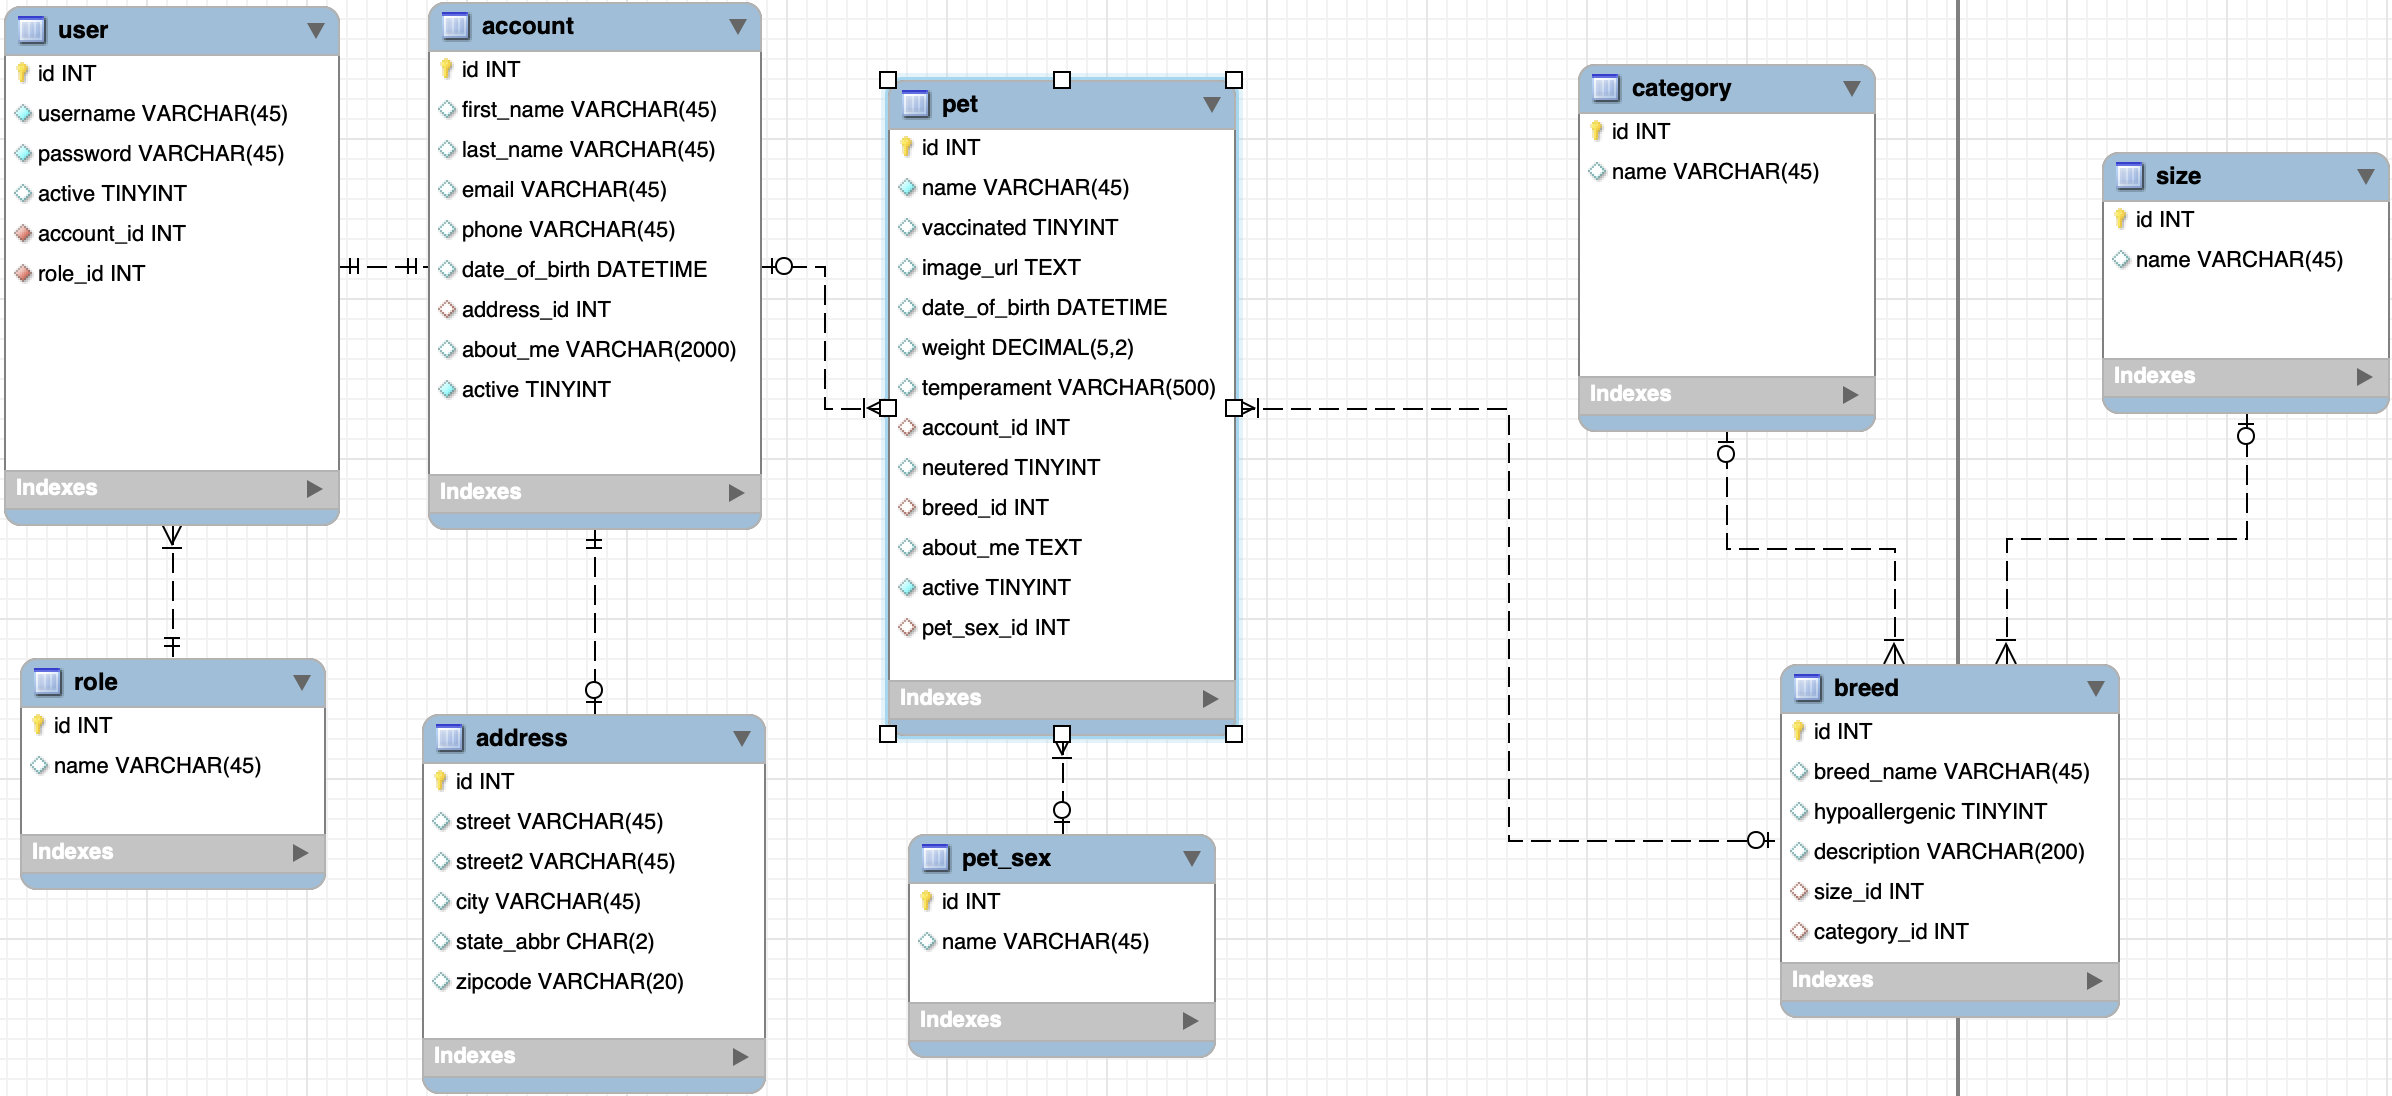 user
id INT
username VARCHAR(45)
password VARCHAR(45)
active TINYINT
account_id INT
role_id INT
Indexes
account
id INT
first_name VARCHAR(45)
last_name VARCHAR(45)
email VARCHAR(45)
phone VARCHAR(45)
date_of_birth DATETIME
address_id INT
about_me VARCHAR(2000)
active TINYINT
Indexes
pet
id INT
name VARCHAR(45)
vaccinated TINYINT
image_url TEXT
date_of_birth DATETIME
weight DECIMAL(5,2)
temperament VARCHAR(500)
account_id INT
neutered TINYINT
breed_id INT
about_me TEXT
active TINYINT
pet_sex_id INT
Indexes
category
id INT
name VARCHAR(45)
Indexes
size
id INT
name VARCHAR(45)
Indexes
role
id INT
name VARCHAR(45)
Indexes
address
id INT
street VARCHAR(45)
street2 VARCHAR(45)
city VARCHAR(45)
state_abbr CHAR(2)
zipcode VARCHAR(20)
Indexes
pet_sex
id INT
name VARCHAR(45)
Indexes
breed
id INT
breed_name VARCHAR(45)
hypoallergenic TINYINT
description VARCHAR(200)
size_id INT
category_id INT
Indexes